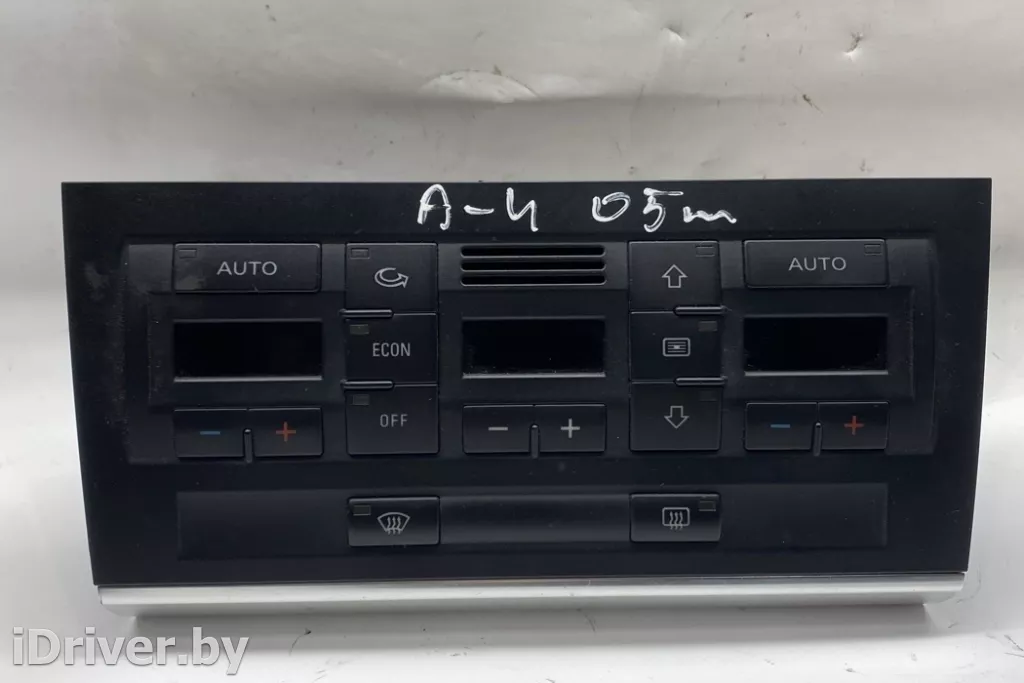 A-4 05m
AUTO AUTO
ECON
OFF
iDriver.by